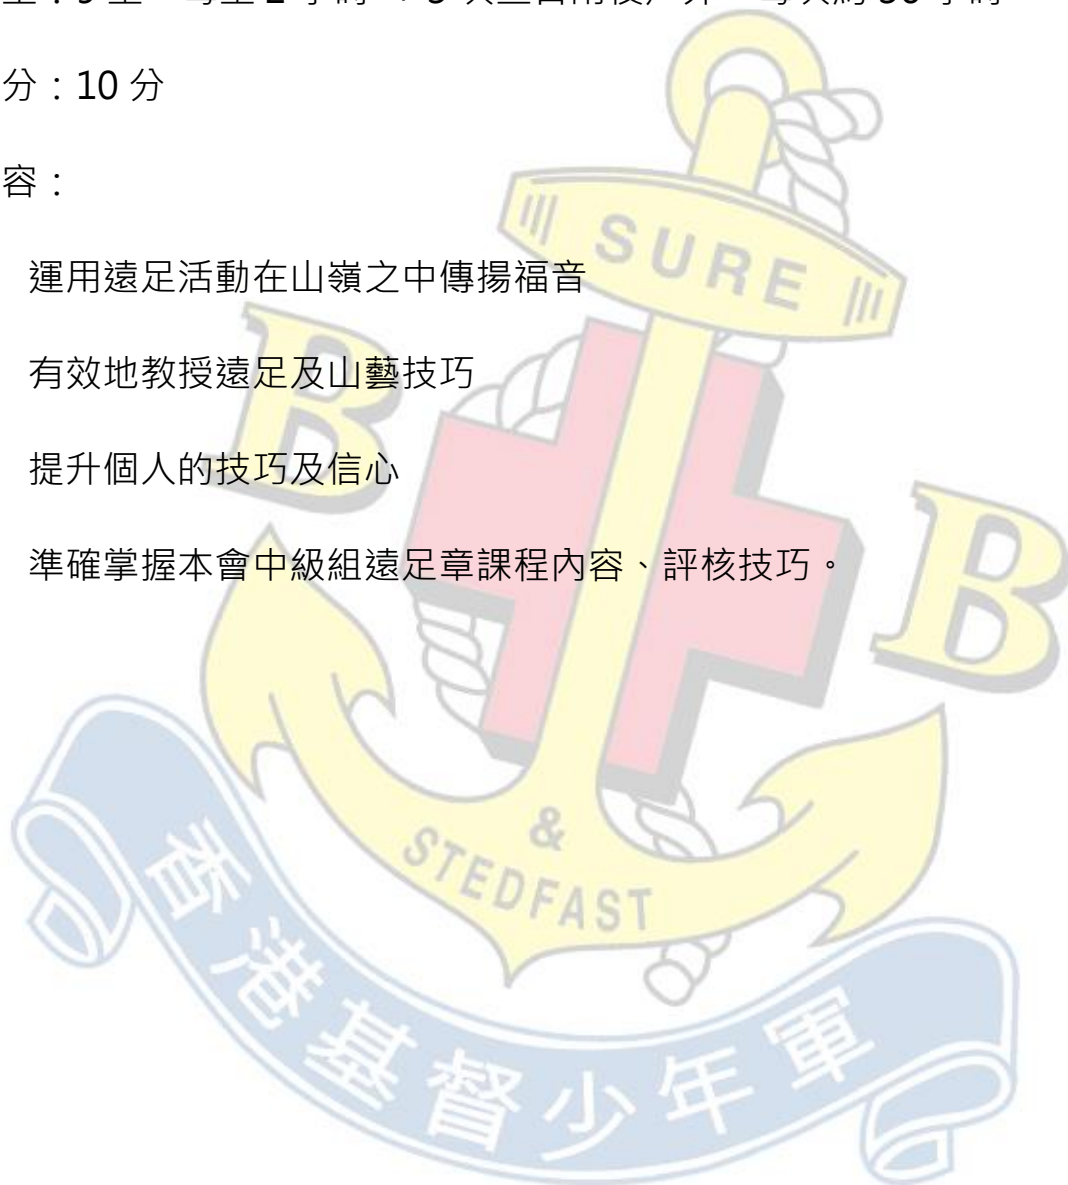 分：10 分
容：
運用遠足活動在山嶺之中傳揚福音
有效地教授遠足及山藝技巧
提升個人的技巧及信心
準確掌握本會中級組遠足章課程內容、評核技巧。
SURE
B B
&
STEDFAST
香港基督少年軍